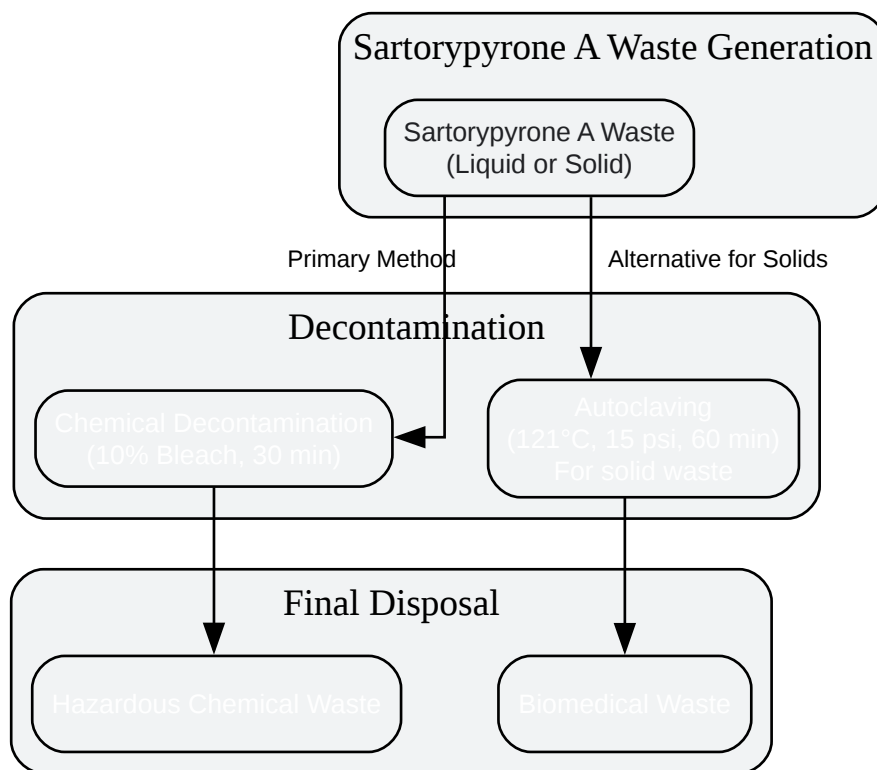 Sartorypyrone A Waste Generation
Sartorypyrone A Waste
(Liquid or Solid)
Primary Method
Alternative for Solids
Decontamination
Chemical Decontamination
(10% Bleach, 30 min)
Autoclaving
(121°C, 15 psi, 60 min)
For solid waste
Final Disposal
Hazardous Chemical Waste
Biomedical Waste